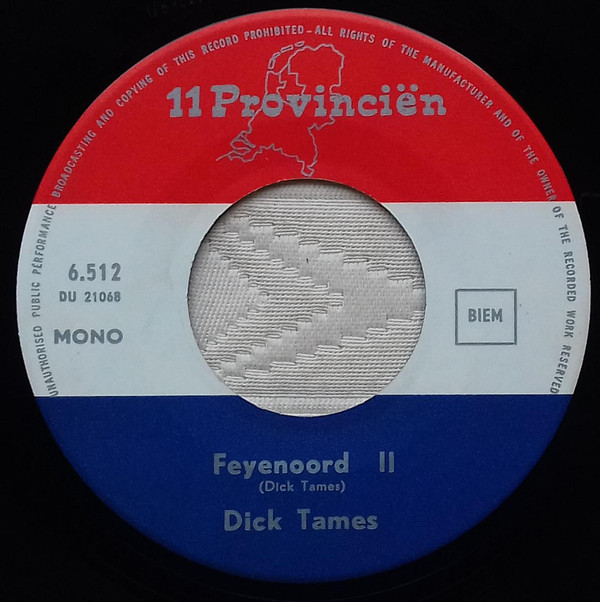 UNAUTHORISED PUBLIC PERFORMANCE BROADCASTING AND COPYING OF THIS RECORD PROHIBITED–ALL RIGHTS OF THE MANUFACTURER AND OF THE OWNER OF THE RECORDED WORK RESERVED
11 Provinciën
6.512
DU 21068
MONO
BIEM
Feyenoord II
(Dick Tames)
Dick Tames